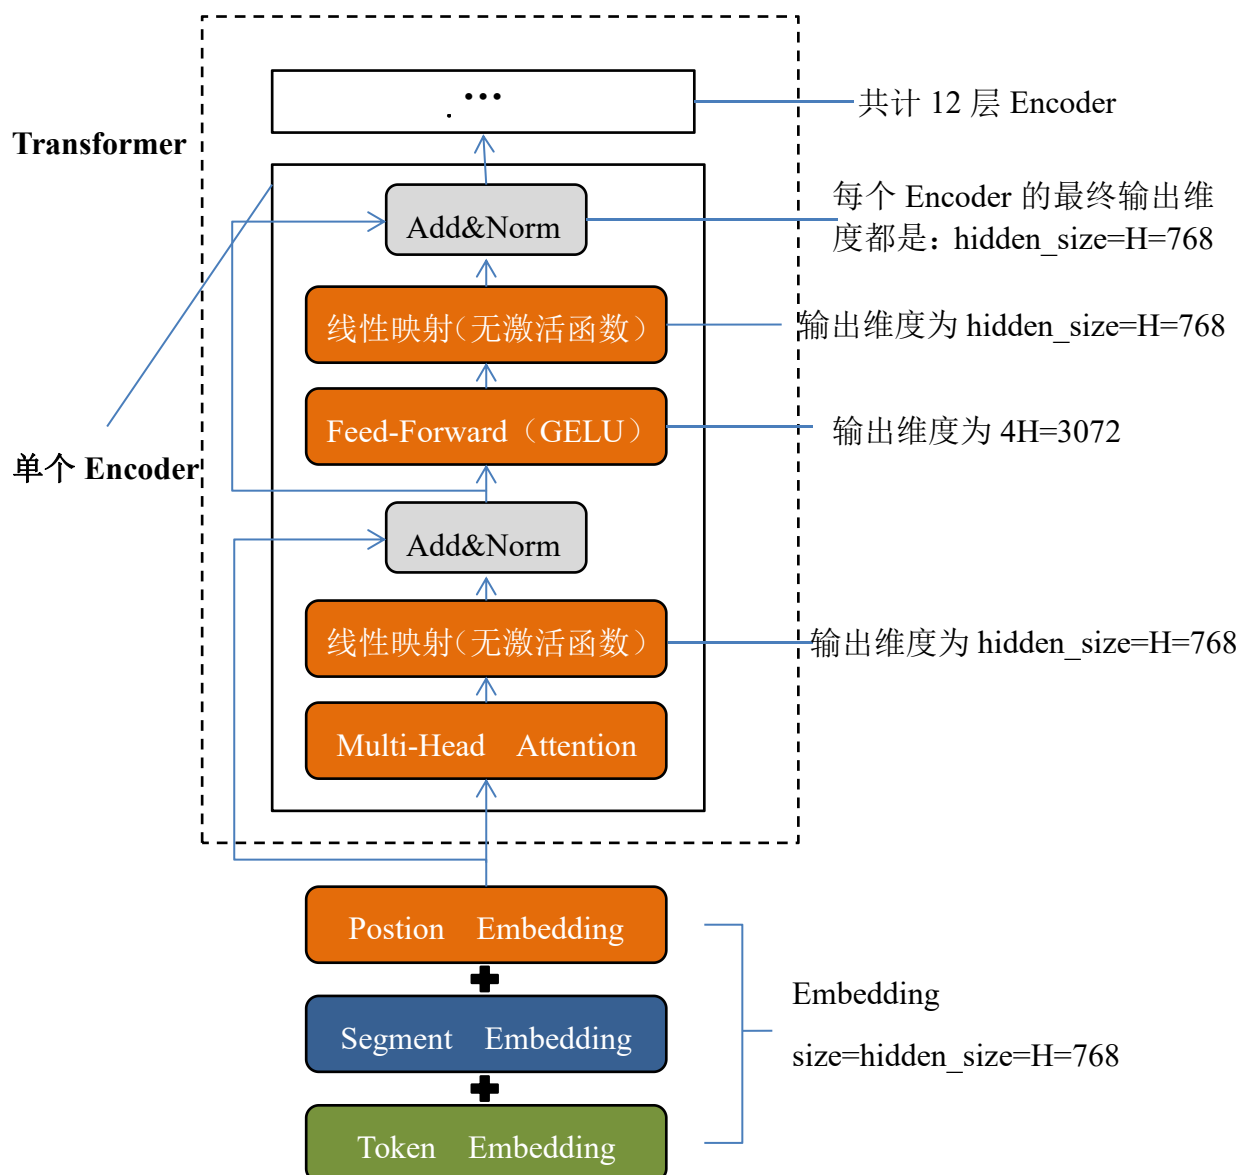 …
共计 12 层 Encoder
Transformer
Add&Norm
每个 Encoder 的最终输出维
度都是：hidden_size=H=768
线性映射（无激活函数）
输出维度为 hidden_size=H=768
Feed-Forward（GELU）
输出维度为 4H=3072
单个 Encoder
Add&Norm
线性映射（无激活函数）
输出维度为 hidden_size=H=768
Multi-Head Attention
Postion Embedding
Segment Embedding
Token Embedding
Embedding
size=hidden_size=H=768